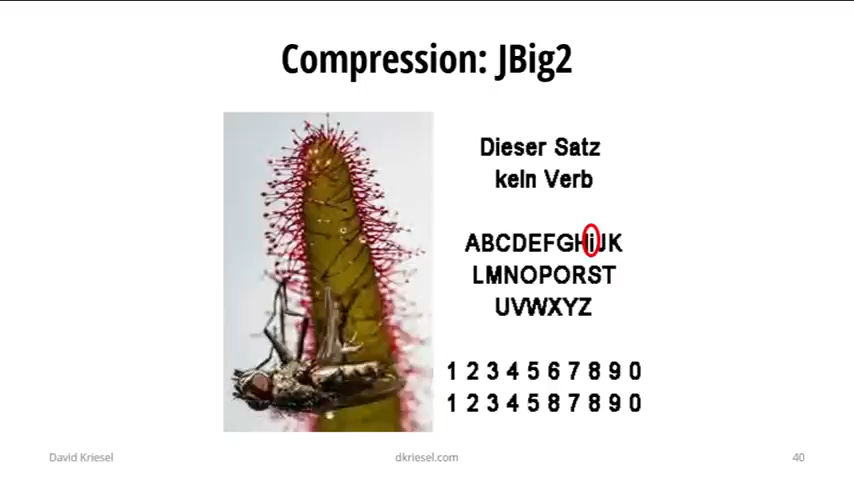 Compression: JBig2
Dieser Satz
keln Verb
ABCDEFGHiJK
LMNOPORST
UVWXYZ
1 2 3 4 5 6 7 8 9 0
1 2 3 4 5 8 7 8 9 0
David Kriesel
dkriesel.com
40